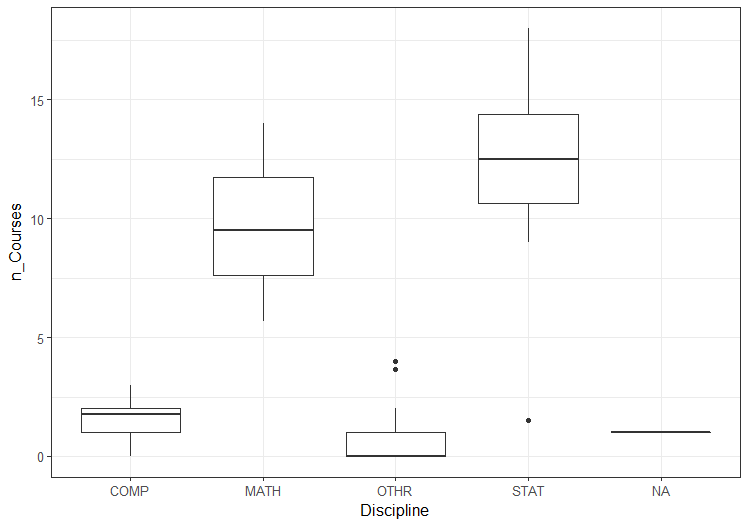 n_Courses
15
10
5
0
COMP MATH OTHR STAT NA
Discipline